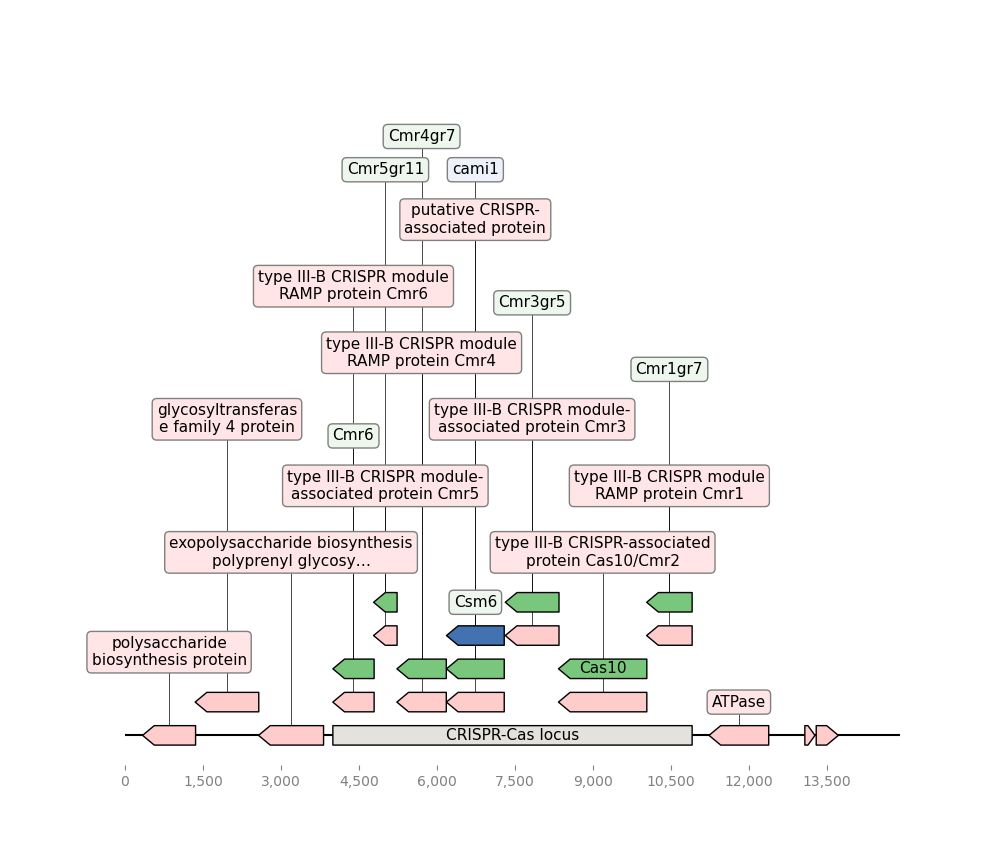 Cmr4gr7
Cmr5gr11
cami1
putative CRISPR-
associated protein
type III-B CRISPR module
RAMP protein Cmr6
Cmr3gr5
type III-B CRISPR module
RAMP protein Cmr4
Cmr1gr7
glycosyltransferas
e family 4 protein
type III-B CRISPR module-
associated protein Cmr3
Cmr6
type III-B CRISPR module-
associated protein Cmr5
type III-B CRISPR module
RAMP protein Cmr1
exopolysaccharide biosynthesis
polyprenyl glycosy...
type III-B CRISPR-associated
protein Cas10/Cmr2
Csm6
polysaccharide
biosynthesis protein
Cas10
ATPase
CRISPR-Cas locus
0 1,500 3,000 4,500 6,000 7,500 9,000 10,500 12,000 13,500